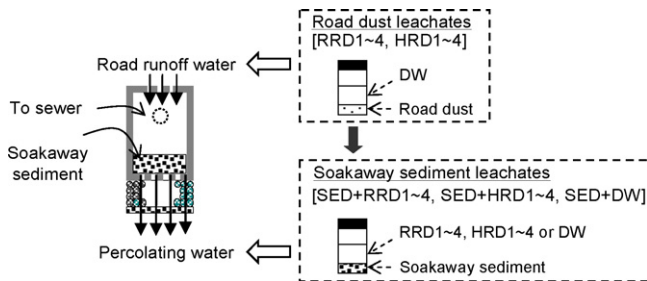 Road runoff water
To sewer
Soakaway
sediment
Percolating water
Road dust leachates
[RRD1~4, HRD1~4]
DW
Road dust
Soakaway sediment leachates
[SED+RRD1~4, SED+HRD1~4, SED+DW]
RRD1~4, HRD1~4 or DW
Soakaway sediment